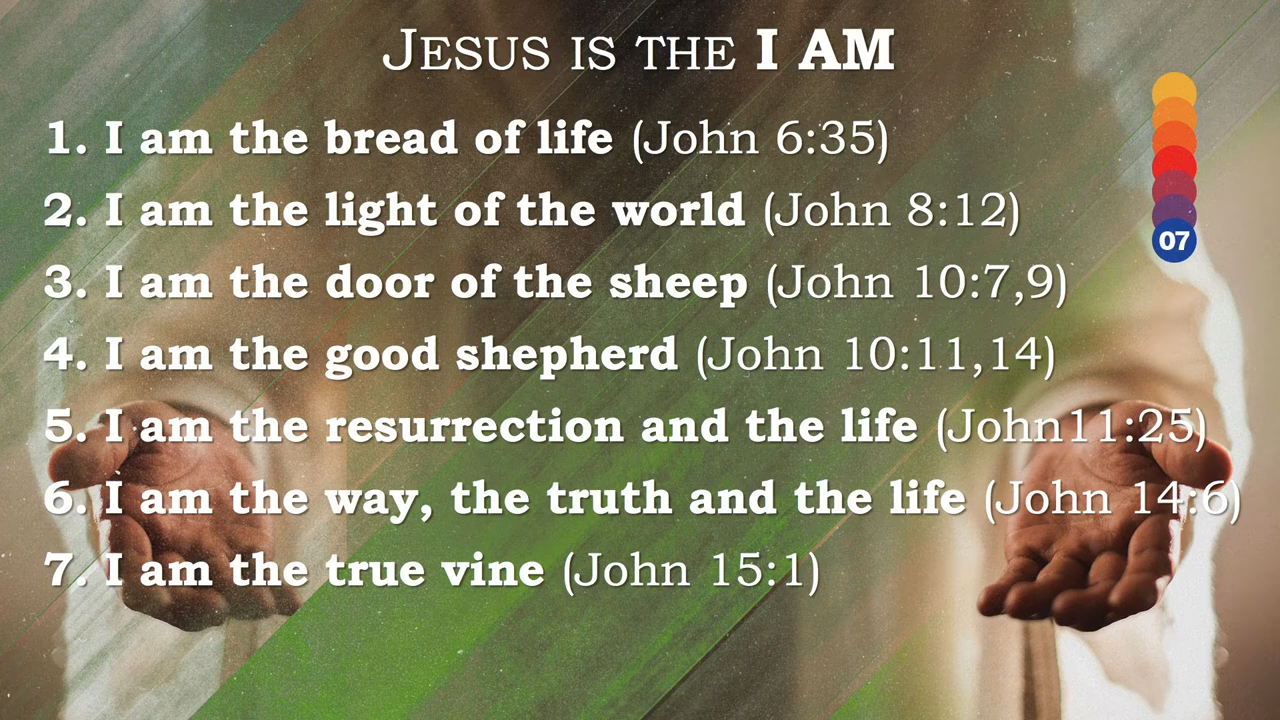 JESUS IS THE I AM
1. I am the bread of life (John 6:35)
2. I am the light of the world (John 8:12)
07
3. I am the door of the sheep (John 10:7,9)
4. I am the good shepherd (John 10:11,14)
5. I am the resurrection and the life (John11:25)
6. I am the way, the truth and the life (John 14:6)
7. I am the true vine (John 15:1)